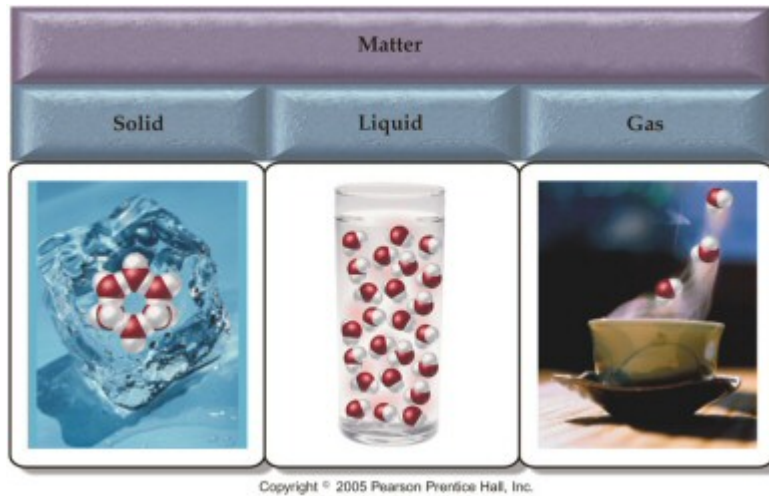 Matter
Solid Liquid Gas
Copyright © 2005 Pearson Prentice Hall, Inc.